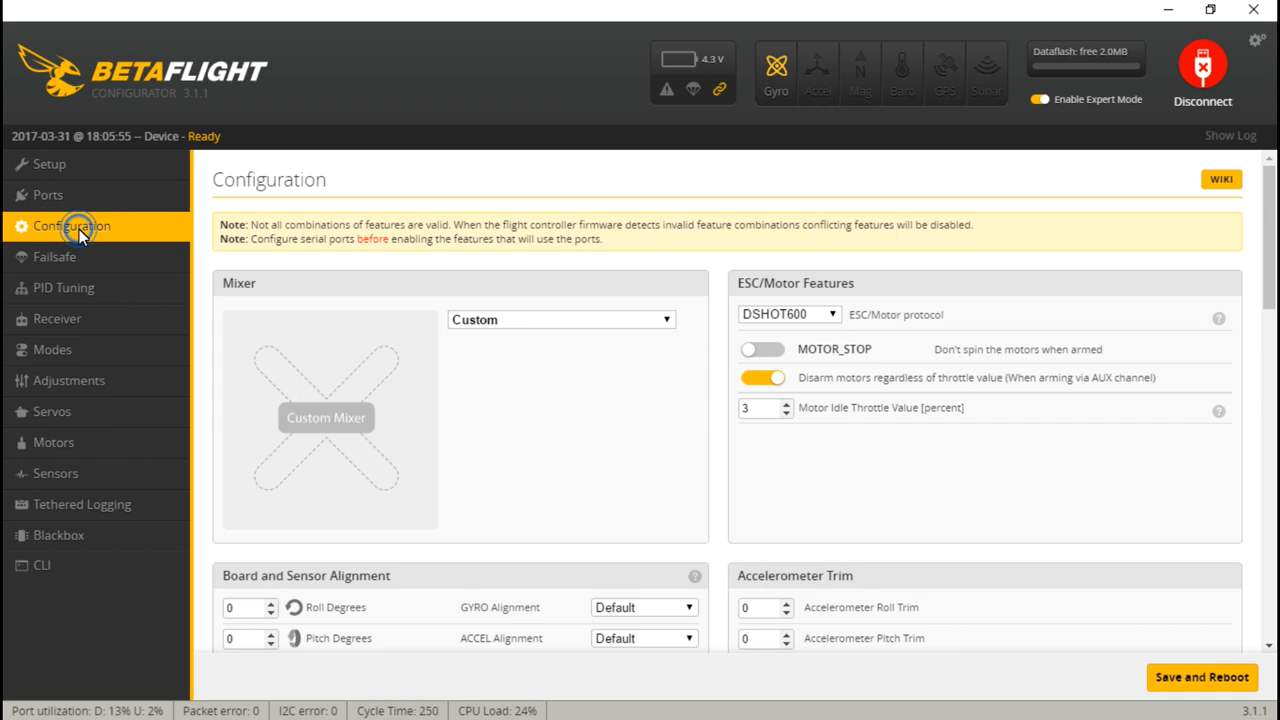 BETAFLIGHT
CONFIGURATOR 3.1.1
4.3 V
Gyro
Accel
Mag
Baro
GPS
Sonar
Dataflash: free 2.0MB
Enable Expert Mode
Disconnect
2017-03-31 @ 18:05:55 -- Device - Ready
Show Log
Setup
Ports
Configuration
Failsafe
PID Tuning
Receiver
Modes
Adjustments
Servos
Motors
Sensors
Tethered Logging
Blackbox
CLI
Configuration
WIKI
Note: Not all combinations of features are valid. When the flight controller firmware detects invalid feature combinations conflicting features will be disabled.
Note: Configure serial ports before enabling the features that will use the ports.
Mixer
Custom
Custom Mixer
ESC/Motor Features
DSHOT600 ESC/Motor protocol
MOTOR_STOP Don't spin the motors when armed
Disarm motors regardless of throttle value (When arming via AUX channel)
3 Motor Idle Throttle Value [percent]
Board and Sensor Alignment
0 Roll Degrees GYRO Alignment Default
0 Pitch Degrees ACCEL Alignment Default
Accelerometer Trim
0 Accelerometer Roll Trim
0 Accelerometer Pitch Trim
Save and Reboot
Port utilization: D: 13% U: 2% Packet error: 0 I2C error: 0 Cycle Time: 250 CPU Load: 24% 3.1.1